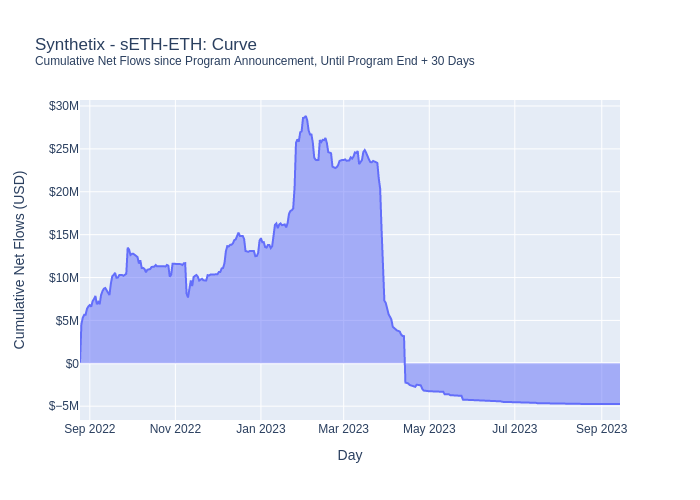 Synthetix - sETH-ETH: Curve
Cumulative Net Flows since Program Announcement, Until Program End + 30 Days
Cumulative Net Flows (USD)
$30M
$25M
$20M
$15M
$10M
$5M
$0
$−5M
Sep 2022 Nov 2022 Jan 2023 Mar 2023 May 2023 Jul 2023 Sep 2023
Day